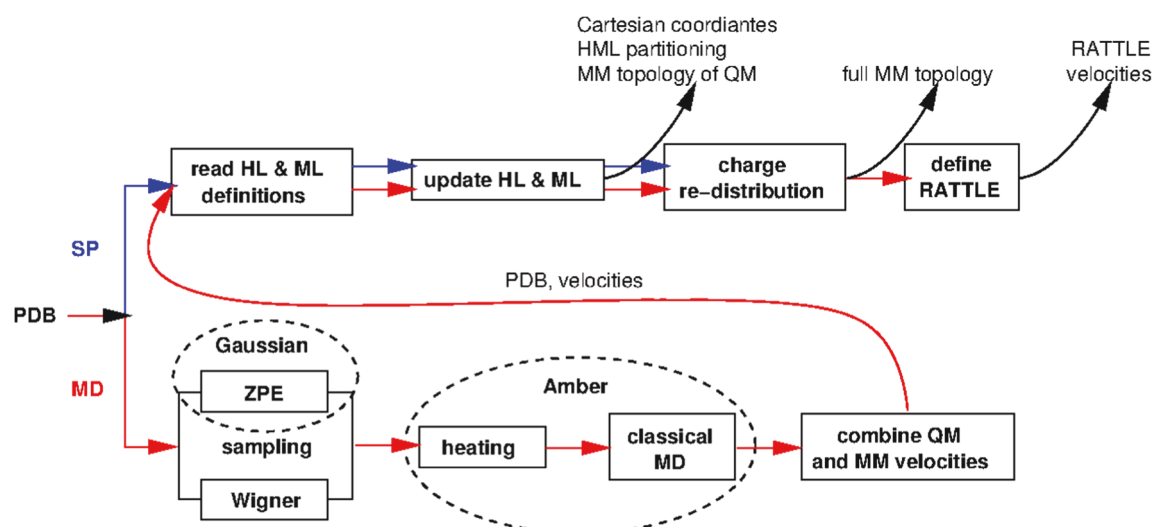 Cartesian coordiantes
HML partitioning
MM topology of QM
full MM topology
RATTLE
velocities
read HL & ML
definitions
update HL & ML
charge
re-distribution
define
RATTLE
SP
PDB, velocities
PDB
MD
Gaussian
ZPE
sampling
Wigner
Amber
heating
classical
MD
combine QM
and MM velocities